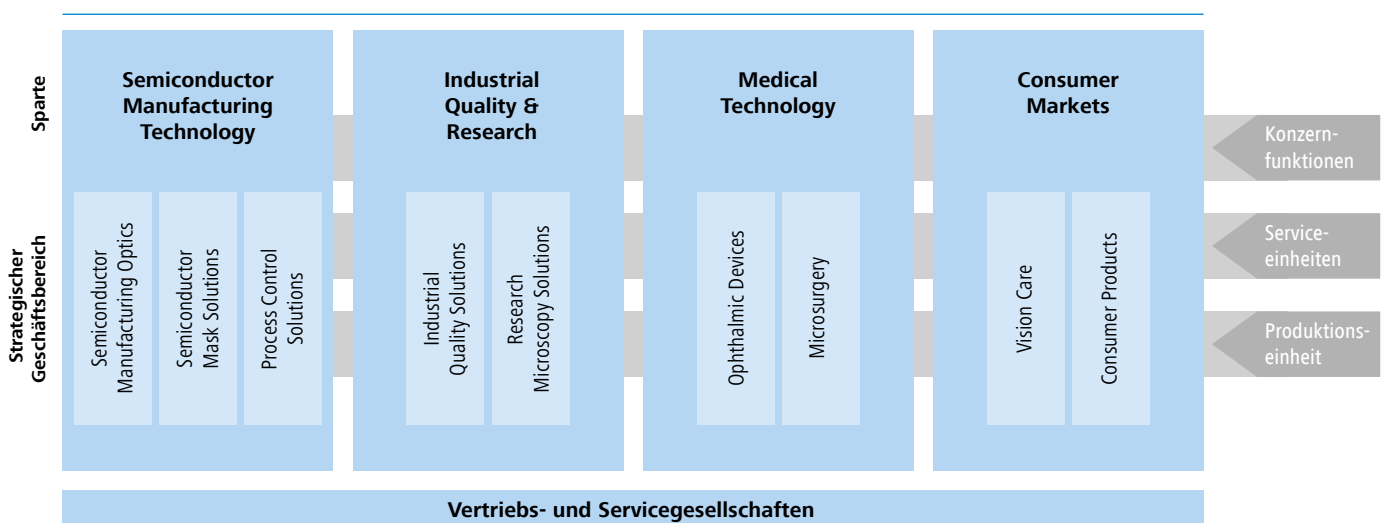 Sparte
Semiconductor
Manufacturing
Technology
Industrial
Quality &
Research
Medical
Technology
Consumer
Markets
Konzern-
funktionen
Strategischer
Geschäftsbereich
Semiconductor
Manufacturing Optics
Semiconductor
Mask Solutions
Process Control
Solutions
Industrial
Quality Solutions
Research
Microscopy Solutions
Ophthalmic Devices
Microsurgery
Vision Care
Consumer Products
Service-
einheiten
Produktions-
einheit
Vertriebs- und Servicegesellschaften